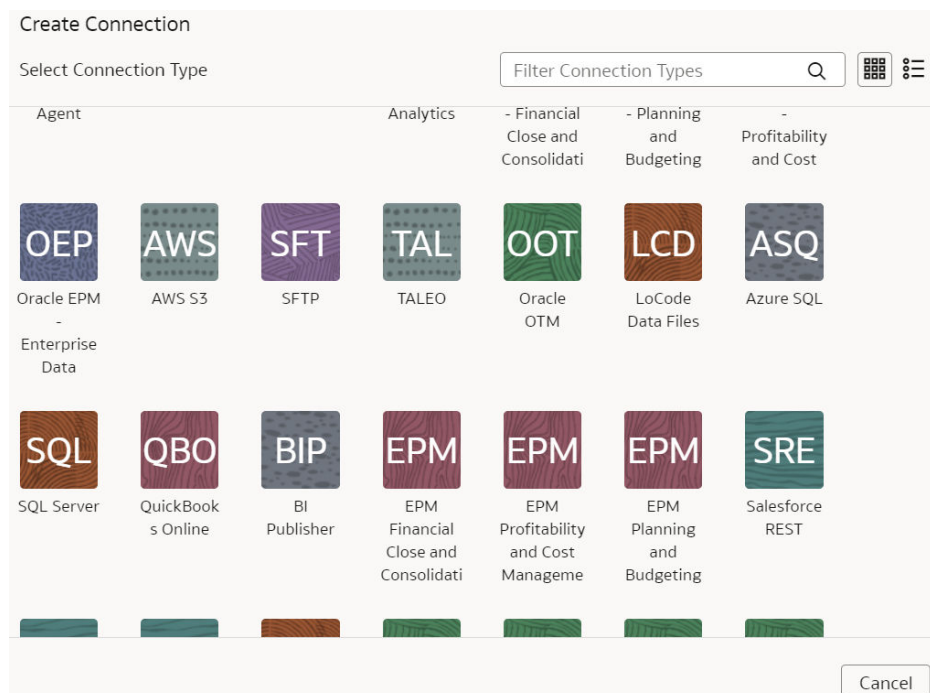 Create Connection
Select Connection Type
Filter Connection Types
Agent
Analytics
- Financial
Close and
Consolidati
- Planning
and
Budgeting
-
Profitability
and Cost
OEP
AWS
SFT
TAL
OOT
LCD
ASQ
Oracle EPM
-
Enterprise
Data
AWS S3
SFTP
TALEO
Oracle
OTM
LoCode
Data Files
Azure SQL
SQL
QBO
BIP
EPM
EPM
EPM
SRE
SQL Server
QuickBook
s Online
BI
Publisher
EPM
Financial
Close and
Consolidati
EPM
Profitability
and Cost
Manageme
EPM
Planning
and
Budgeting
Salesforce
REST
Cancel